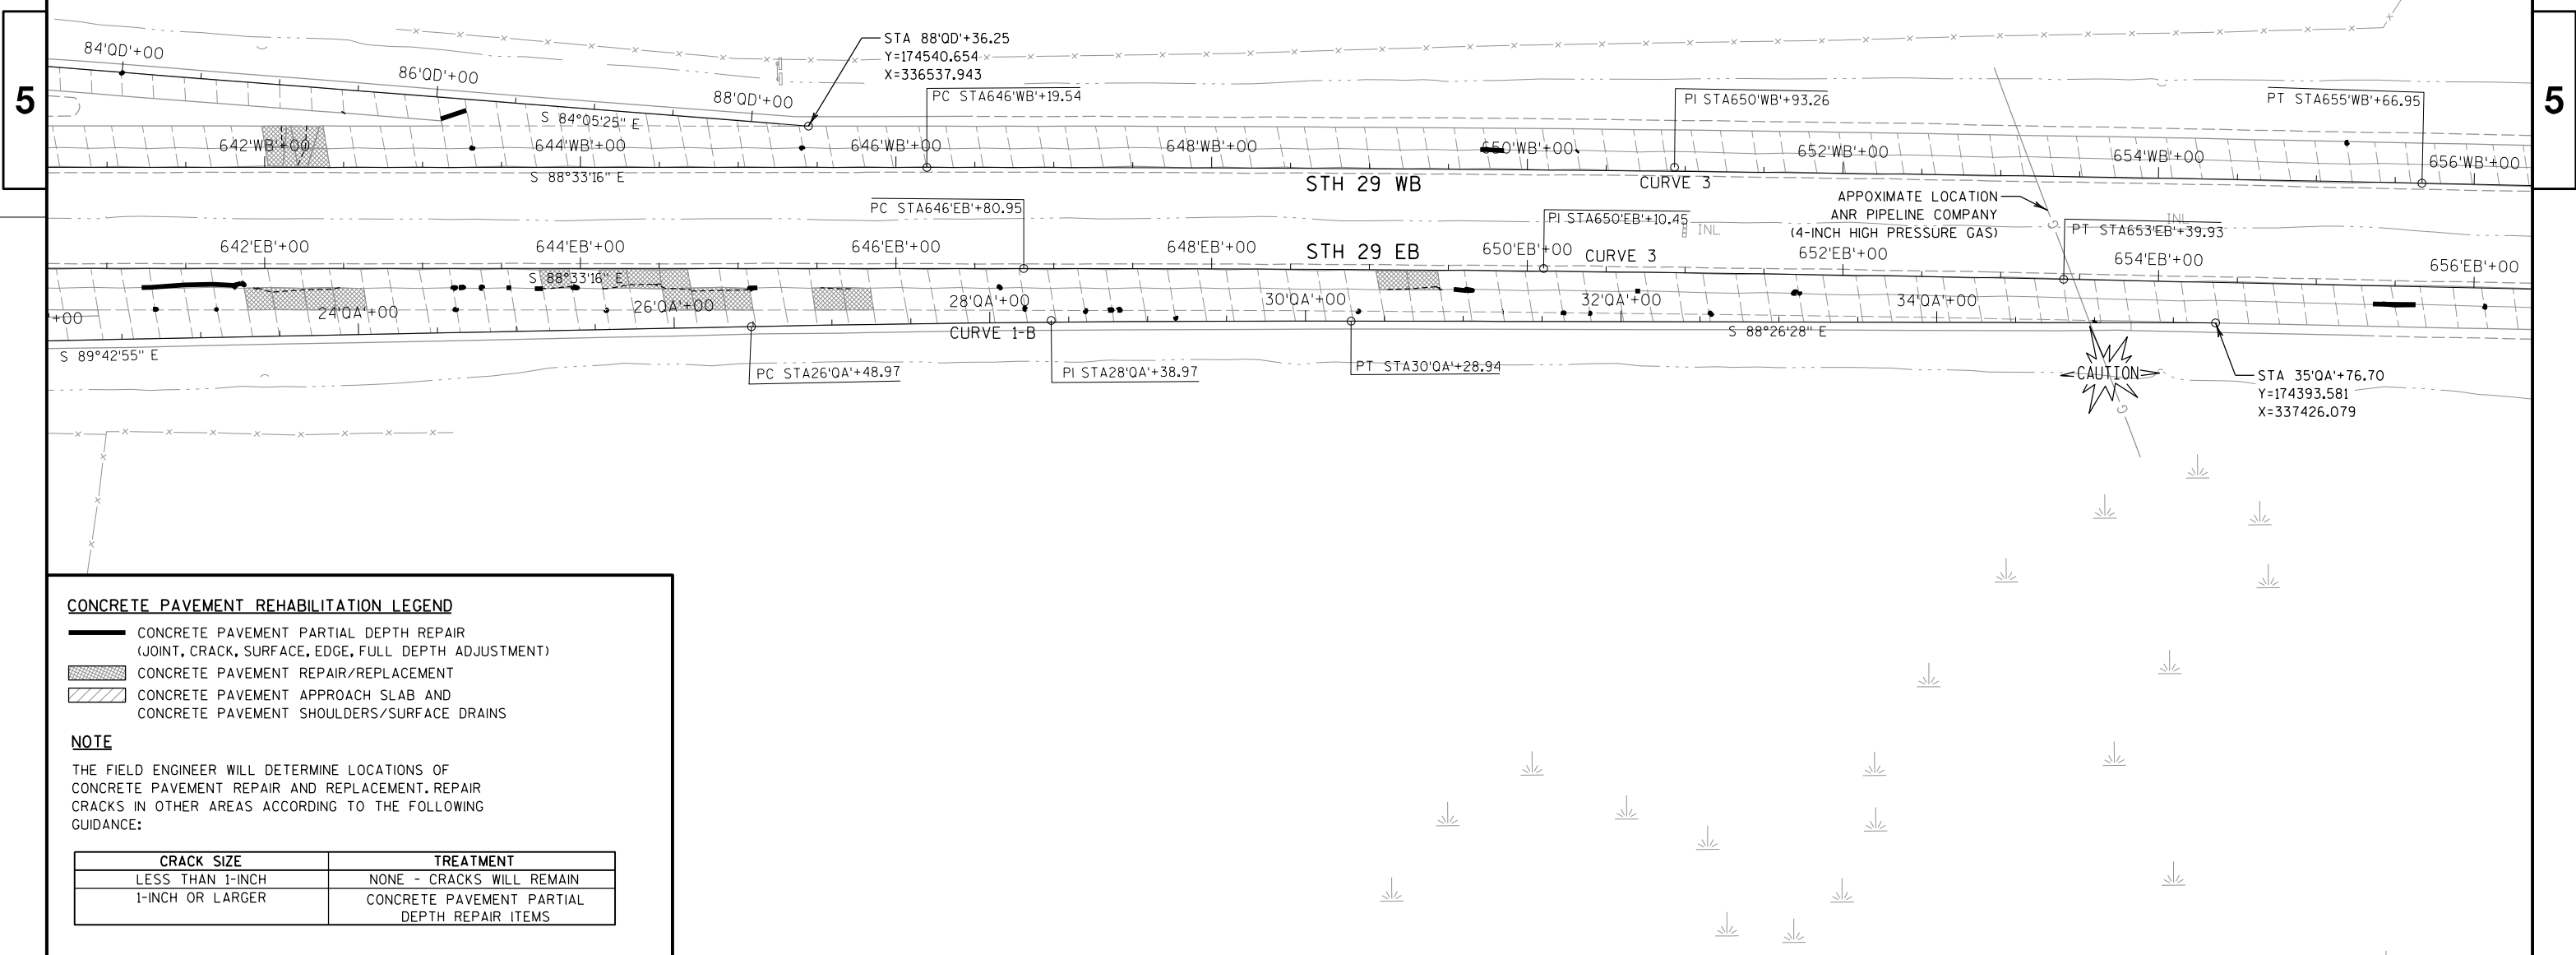 5
5
84'QD'+00
86'QD'+00
88'QD'+00
STA 88'QD'+36.25
Y=174540.654
X=336537.943
S 84°05'25" E
PC STA646'WB'+19.54
PI STA650'WB'+93.26
PT STA655'WB'+66.95
642'WB'+00
644'WB'+00
646'WB'+00
648'WB'+00
650'WB'+00
652'WB'+00
654'WB'+00
656'WB'+00
S 88°33'16" E
STH 29 WB
CURVE 3
APPOXIMATE LOCATION
ANR PIPELINE COMPANY
(4-INCH HIGH PRESSURE GAS)
G
PC STA646'EB'+80.95
PI STA650'EB'+10.45
INL
INL
PT STA653'EB'+39.93
642'EB'+00
644'EB'+00
646'EB'+00
648'EB'+00
STH 29 EB
650'EB'+00
CURVE 3
652'EB'+00
654'EB'+00
656'EB'+00
S 88°33'16" E
+00
24'QA'+00
26'QA'+00
28'QA'+00
30'QA'+00
32'QA'+00
34'QA'+00
S 89°42'55" E
CURVE 1-B
S 88°26'28" E
PC STA26'QA'+48.97
PI STA28'QA'+38.97
PT STA30'QA'+28.94
CAUTION
G
STA 35'QA'+76.70
Y=174393.581
X=337426.079
CONCRETE PAVEMENT REHABILITATION LEGEND
CONCRETE PAVEMENT PARTIAL DEPTH REPAIR
(JOINT, CRACK, SURFACE, EDGE, FULL DEPTH ADJUSTMENT)
CONCRETE PAVEMENT REPAIR/REPLACEMENT
CONCRETE PAVEMENT APPROACH SLAB AND
CONCRETE PAVEMENT SHOULDERS/SURFACE DRAINS
NOTE
THE FIELD ENGINEER WILL DETERMINE LOCATIONS OF
CONCRETE PAVEMENT REPAIR AND REPLACEMENT. REPAIR
CRACKS IN OTHER AREAS ACCORDING TO THE FOLLOWING
GUIDANCE:
CRACK SIZE TREATMENT
LESS THAN 1-INCH NONE - CRACKS WILL REMAIN
1-INCH OR LARGER CONCRETE PAVEMENT PARTIAL
DEPTH REPAIR ITEMS